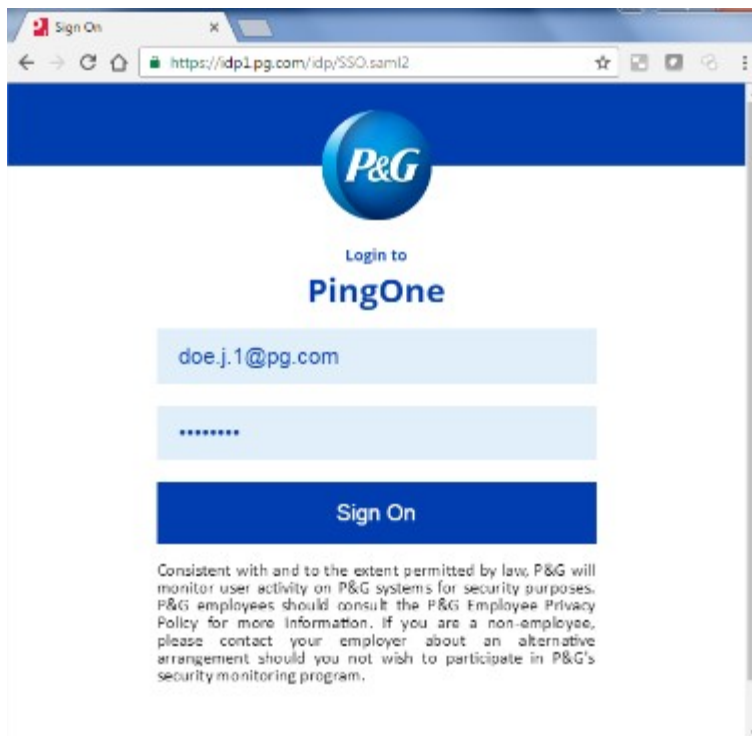 Sign On
https://idp1.pg.com/idp/SSO.saml2
P&G
Login to
PingOne
doe.j.1@pg.com
••••••••
Sign On
Consistent with and to the extent permitted by law, P&G will
monitor user activity on P&G systems for security purposes.
P&G employees should consult the P&G Employee Privacy
Policy for more information. If you are a non-employee,
please contact your employer about an alternative
arrangement should you not wish to participate in P&G's
security monitoring program.